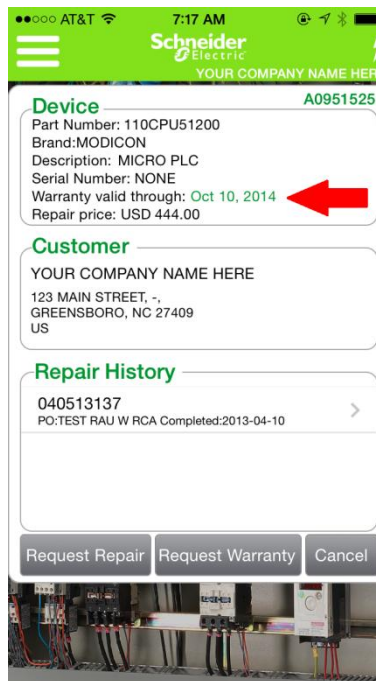 AT&T 7:17 AM
Schneider
Electric
YOUR COMPANY NAME HER
Device A0951525
Part Number: 110CPU51200
Brand:MODICON
Description: MICRO PLC
Serial Number: NONE
Warranty valid through: Oct 10, 2014
Repair price: USD 444.00
Customer
YOUR COMPANY NAME HERE
123 MAIN STREET, -,
GREENSBORO, NC 27409
US
Repair History
040513137
PO:TEST RAU W RCA Completed:2013-04-10
Request Repair Request Warranty Cancel